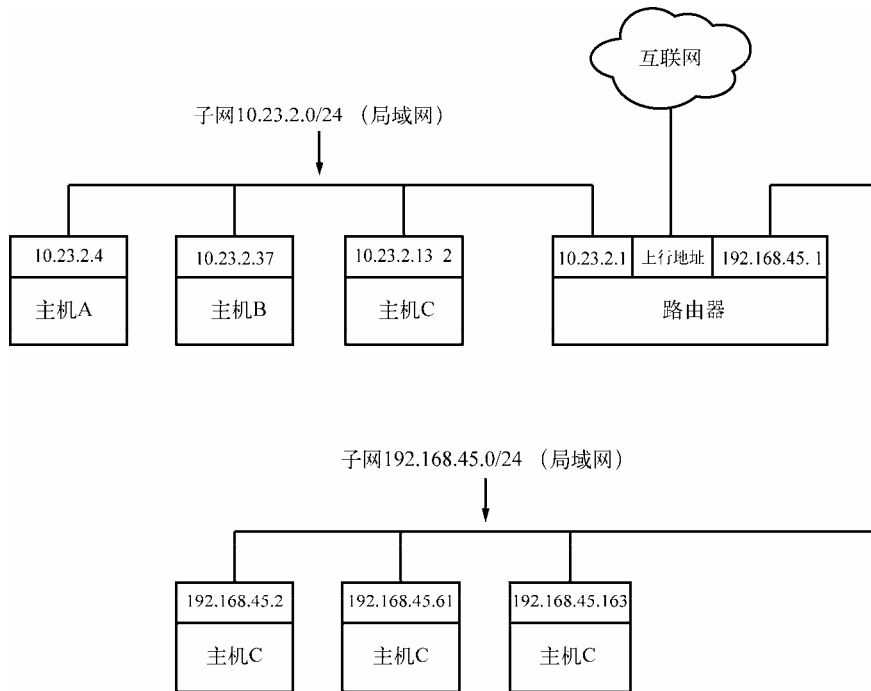 互联网
子网10.23.2.0/24 （局域网）
10.23.2.4
主机A
10.23.2.37
主机B
10.23.2.13 2
主机C
10.23.2.1
上行地址
192.168.45. 1
路由器
子网192.168.45.0/24 （局域网）
192.168.45.2
主机C
192.168.45.61
主机C
192.168.45.163
主机C